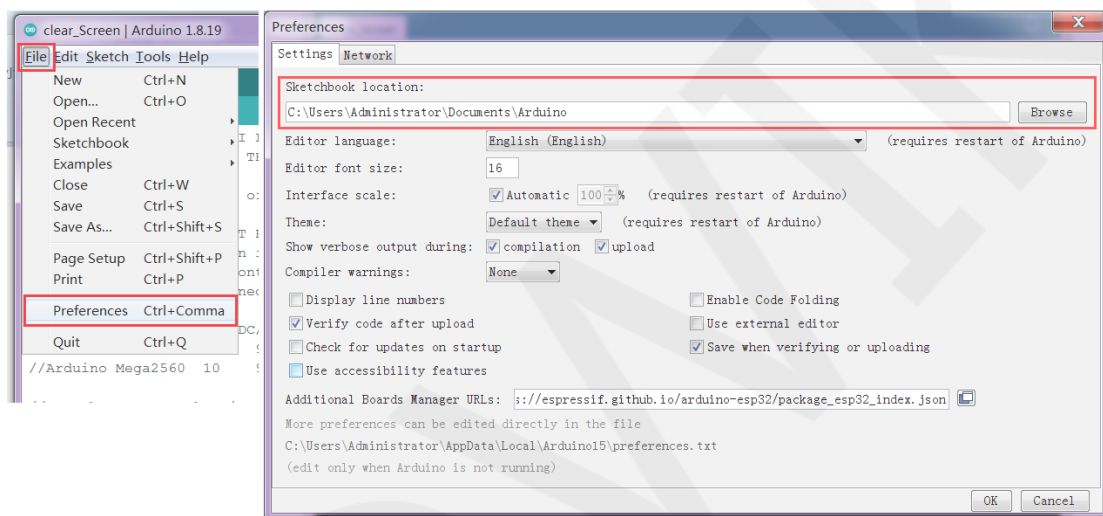 clear_Screen | Arduino 1.8.19
File Edit Sketch Tools Help
New Ctrl+N
Open... Ctrl+O
Open Recent
Sketchbook
Examples
Close Ctrl+W
Save Ctrl+S
Save As... Ctrl+Shift+S
Page Setup Ctrl+Shift+P
Print Ctrl+P
Preferences Ctrl+Comma
Quit Ctrl+Q
//Arduino Mega2560 10
Preferences
Settings Network
Sketchbook location:
C:\Users\Administrator\Documents\Arduino Browse
Editor language: English (English) (requires restart of Arduino)
Editor font size: 16
Interface scale: Automatic 100 % (requires restart of Arduino)
Theme: Default theme (requires restart of Arduino)
Show verbose output during: compilation upload
Compiler warnings: None
Display line numbers Enable Code Folding
Verify code after upload Use external editor
Check for updates on startup Save when verifying or uploading
Use accessibility features
Additional Boards Manager URLs: s://espressif.github.io/arduino-esp32/package_esp32_index.json
More preferences can be edited directly in the file
C:\Users\Administrator\AppData\Local\Arduino15\preferences.txt
(edit only when Arduino is not running)
OK Cancel